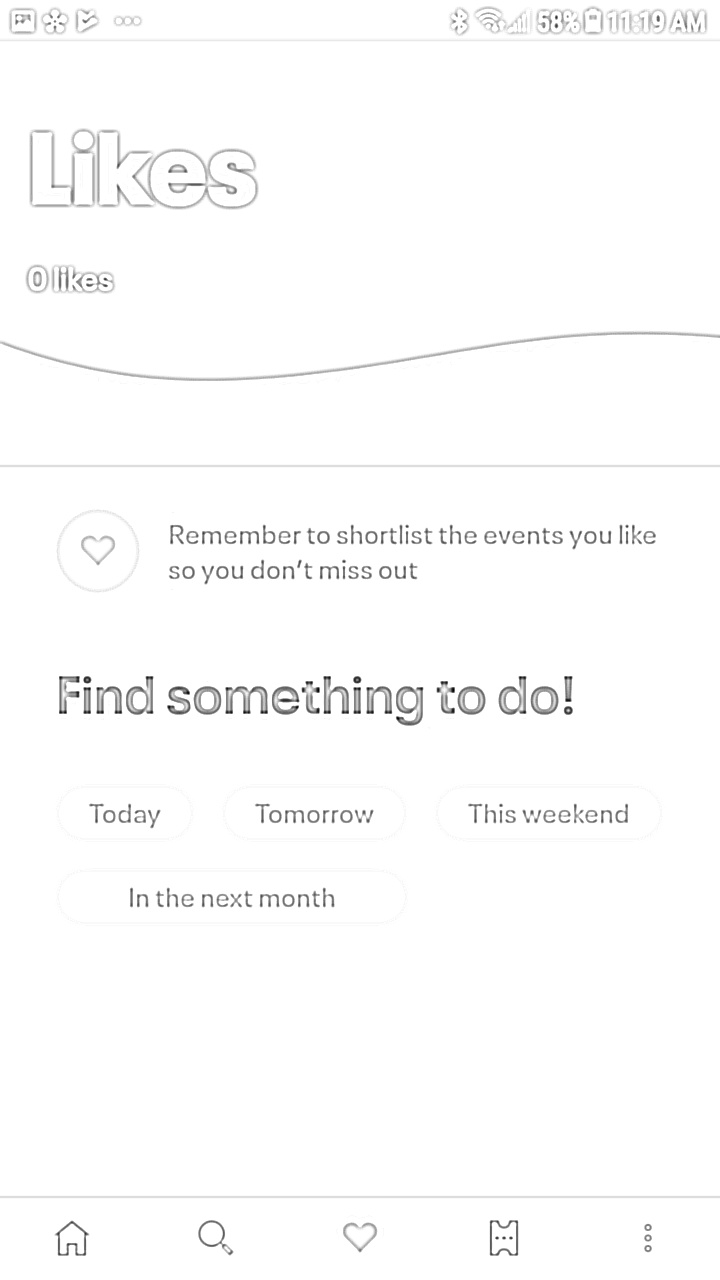 58% 11:19 AM
Likes
0 likes
Remember to shortlist the events you like
so you don't miss out
Find something to do!
Today Tomorrow This weekend
In the next month